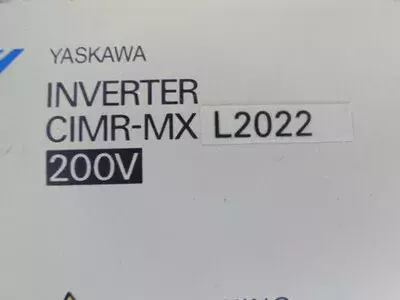 YASKAWA
INVERTER
CIMR-MX L2022
200V